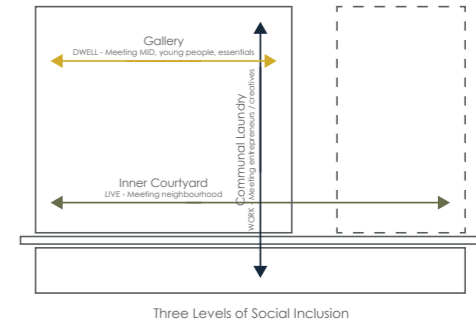 Gallery
DWELL - Meeting MID, young people, essentials
Communal Laundry
WORK - Meeting entrepreneurs / creatives
Inner Courtyard
LIVE - Meeting neighbourhood
Three Levels of Social Inclusion